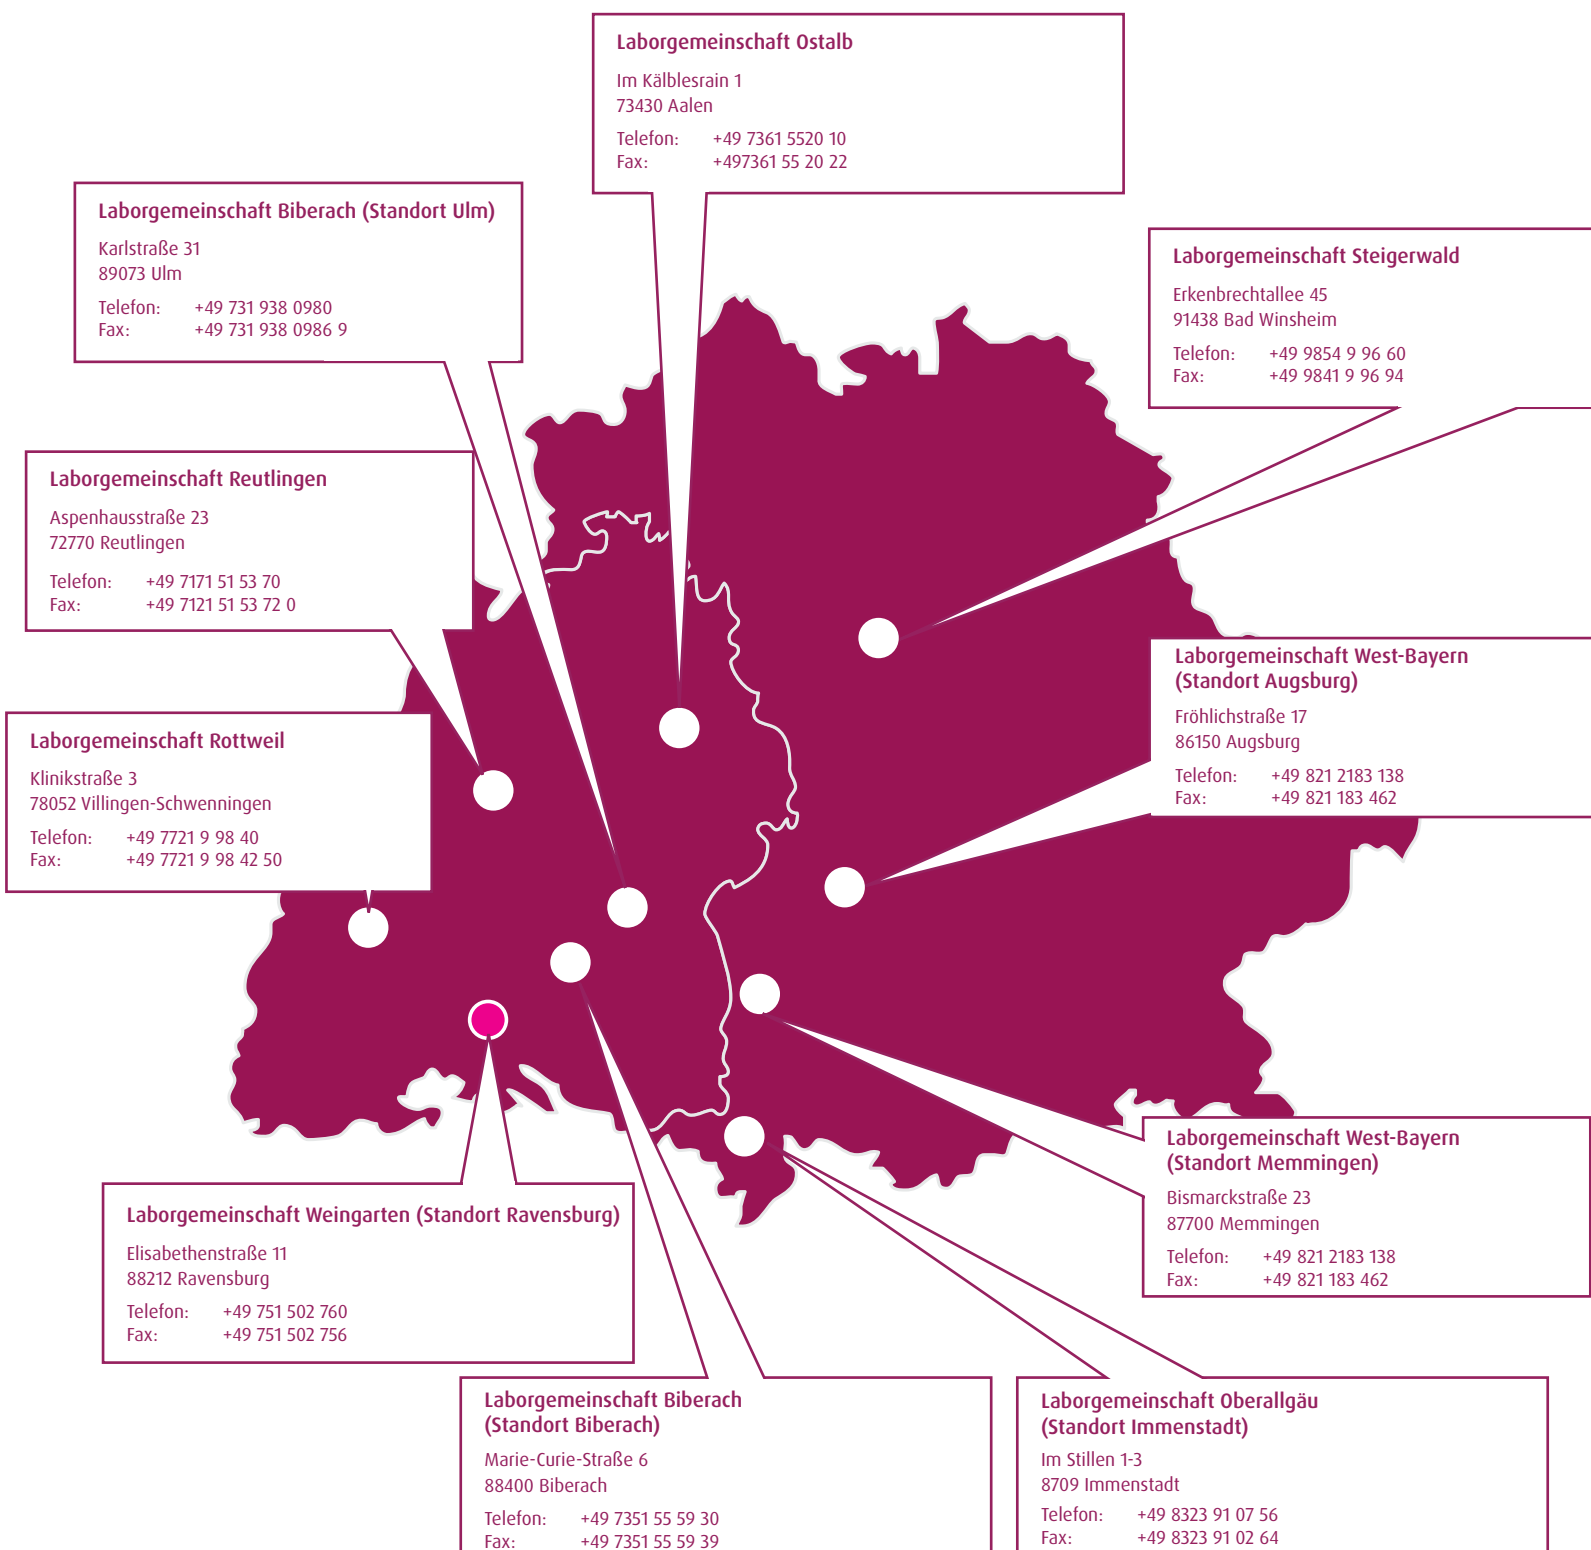 Laborgemeinschaft Ostalb
Im Kälblesrain 1
73430 Aalen
Telefon: +49 7361 5520 10
Fax: +497361 55 20 22
Laborgemeinschaft Biberach (Standort Ulm)
Karlstraße 31
89073 Ulm
Telefon: +49 731 938 0980
Fax: +49 731 938 0986 9
Laborgemeinschaft Steigerwald
Erkenbrechtallee 45
91438 Bad Winsheim
Telefon: +49 9854 9 96 60
Fax: +49 9841 9 96 94
Laborgemeinschaft Reutlingen
Aspenhausstraße 23
72770 Reutlingen
Telefon: +49 7171 51 53 70
Fax: +49 7121 51 53 72 0
Laborgemeinschaft West-Bayern
(Standort Augsburg)
Fröhlichstraße 17
86150 Augsburg
Telefon: +49 821 2183 138
Fax: +49 821 183 462
Laborgemeinschaft Rottweil
Klinikstraße 3
78052 Villingen-Schwenningen
Telefon: +49 7721 9 98 40
Fax: +49 7721 9 98 42 50
Laborgemeinschaft West-Bayern
(Standort Memmingen)
Bismarckstraße 23
87700 Memmingen
Telefon: +49 821 2183 138
Fax: +49 821 183 462
Laborgemeinschaft Weingarten (Standort Ravensburg)
Elisabethenstraße 11
88212 Ravensburg
Telefon: +49 751 502 760
Fax: +49 751 502 756
Laborgemeinschaft Biberach
(Standort Biberach)
Marie-Curie-Straße 6
88400 Biberach
Telefon: +49 7351 55 59 30
Fax: +49 7351 55 59 39
Laborgemeinschaft Oberallgäu
(Standort Immenstadt)
Im Stillen 1-3
8709 Immenstadt
Telefon: +49 8323 91 07 56
Fax: +49 8323 91 02 64